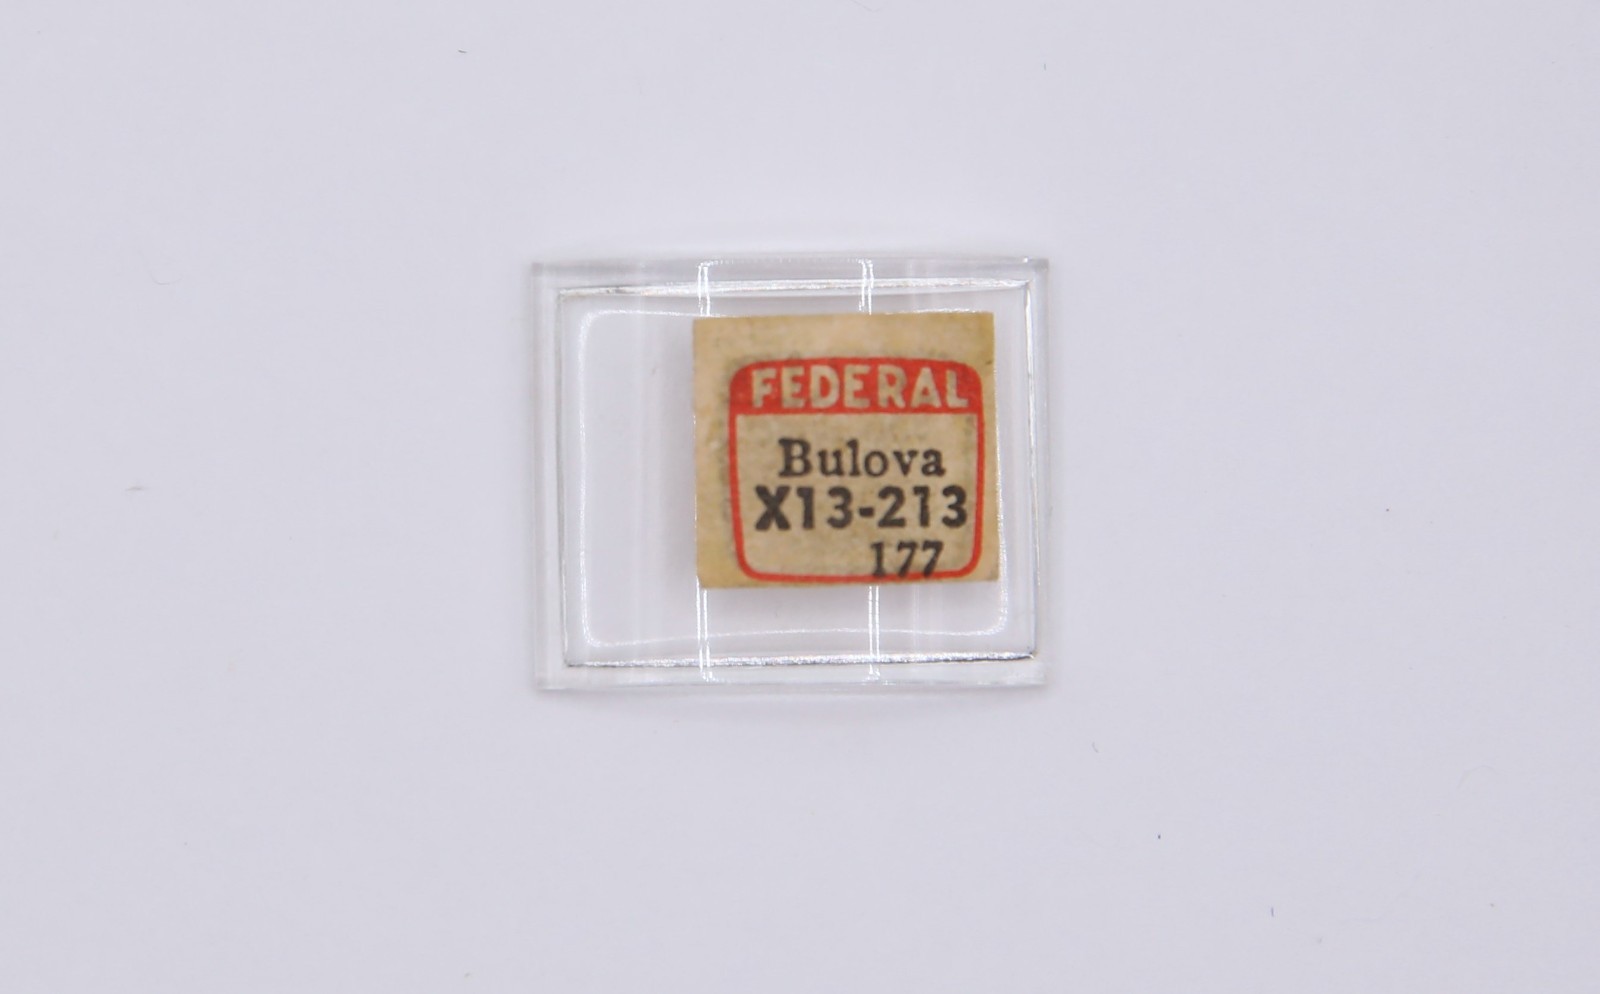 FEDERAL
Bulova
X13-213
177